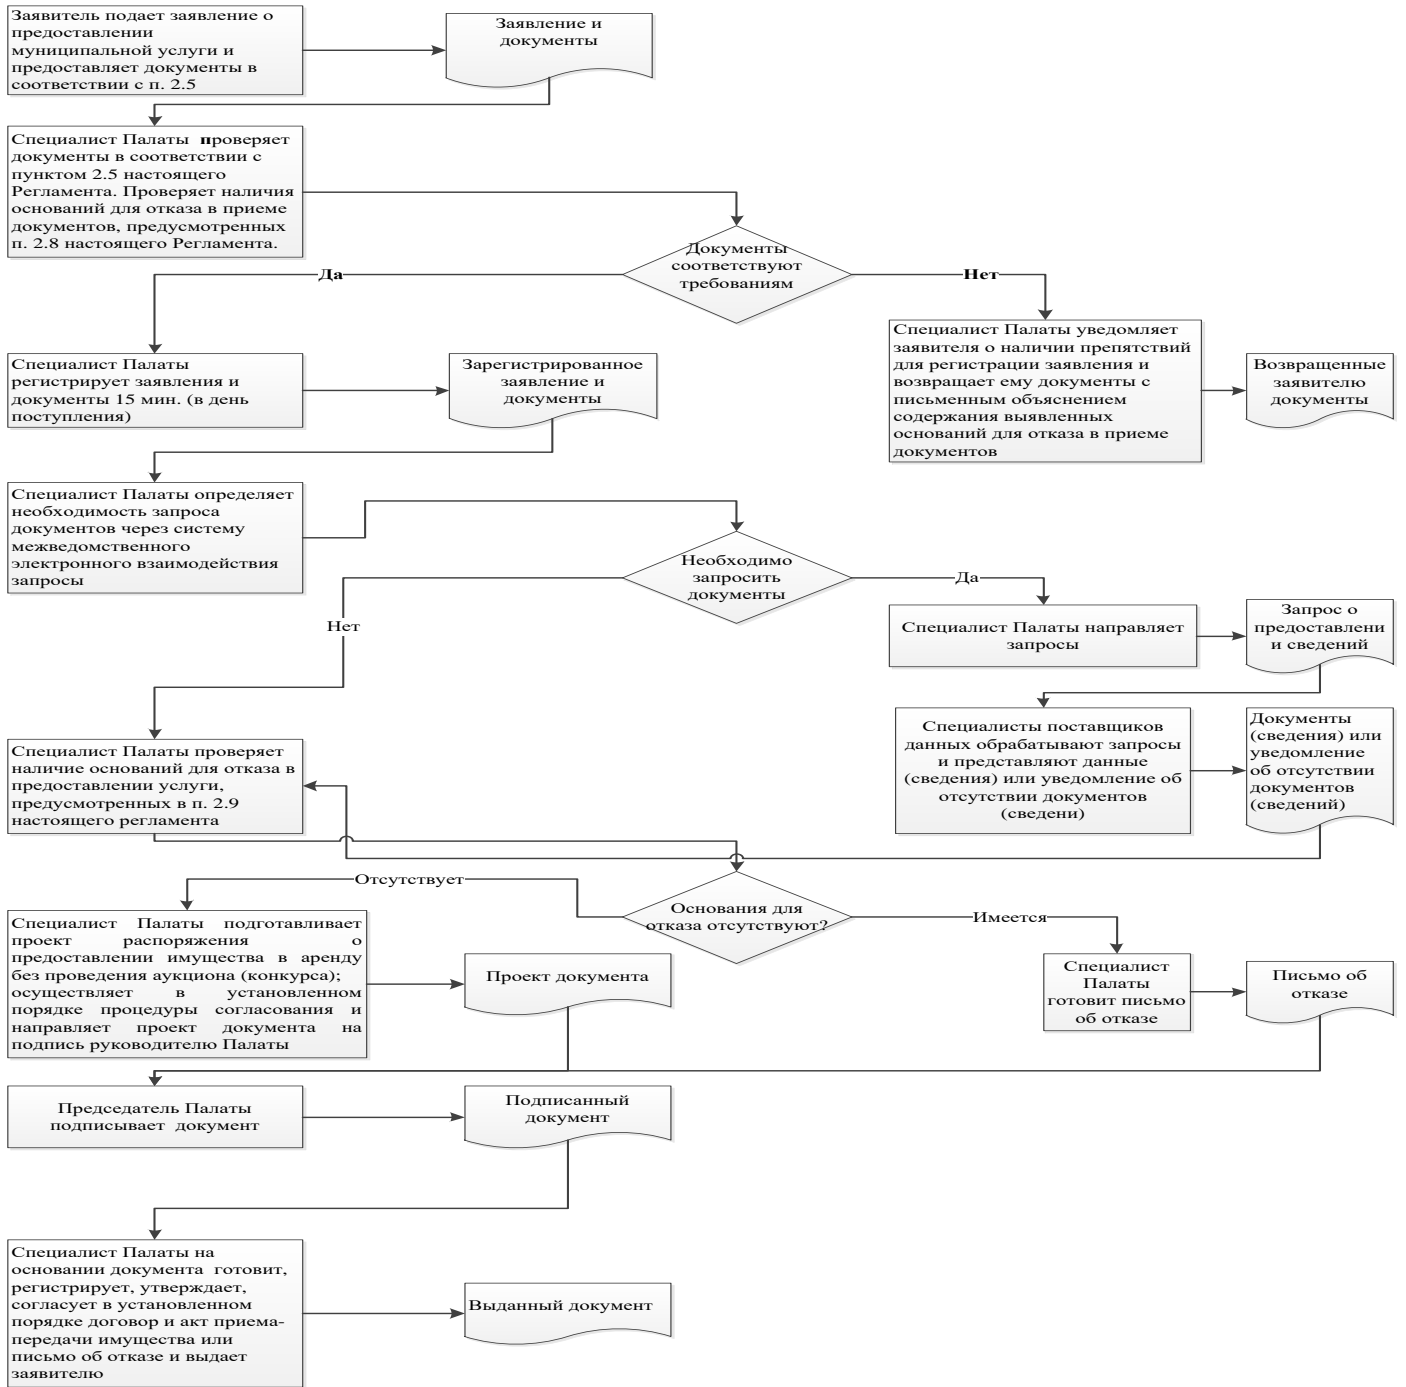 Заявитель подает заявление о
предоставлении
муниципальной услуги и
предоставляет документы в
соответствии с п. 2.5
Заявление и
документы
Специалист Палаты проверяет
документы в соответствии с
пунктом 2.5 настоящего
Регламента. Проверяет наличия
оснований для отказа в приеме
документов, предусмотренных
п. 2.8 настоящего Регламента.
Документы
соответствуют
требованиям
Да
Нет
Специалист Палаты
регистрирует заявления и
документы 15 мин. (в день
поступления)
Зарегистрированное
заявление и
документы
Специалист Палаты уведомляет
заявителя о наличии препятствий
для регистрации заявления и
возвращает ему документы с
письменным объяснением
содержания выявленных
оснований для отказа в приеме
документов
Возвращенные
заявителю
документы
Специалист Палаты определяет
необходимость запроса
документов через систему
межведомственного
электронного взаимодействия
запросы
Необходимо
запросить
документы
Да
Нет
Специалист Палаты направляет
запросы
Запрос о
предоставлени
и сведений
Специалисты поставщиков
данных обрабатывают запросы
и представляют данные
(сведения) или уведомление об
отсутствии документов
(сведени)
Документы
(сведения) или
уведомление
об отсутствии
документов
(сведений)
Специалист Палаты проверяет
наличие оснований для отказа в
предоставлении услуги,
предусмотренных в п. 2.9
настоящего регламента
Основания для
отказа отсутствуют?
Отсутствует
Имеется
Специалист Палаты подготавливает
проект распоряжения о
предоставлении имущества в аренду
без проведения аукциона (конкурса);
осуществляет в установленном
порядке процедуры согласования и
направляет проект документа на
подпись руководителю Палаты
Проект документа
Специалист
Палаты
готовит письмо
об отказе
Письмо об
отказе
Председатель Палаты
подписывает документ
Подписанный
документ
Специалист Палаты на
основании документа готовит,
регистрирует, утверждает,
согласует в установленном
порядке договор и акт приема-
передачи имущества или
письмо об отказе и выдает
заявителю
Выданный документ